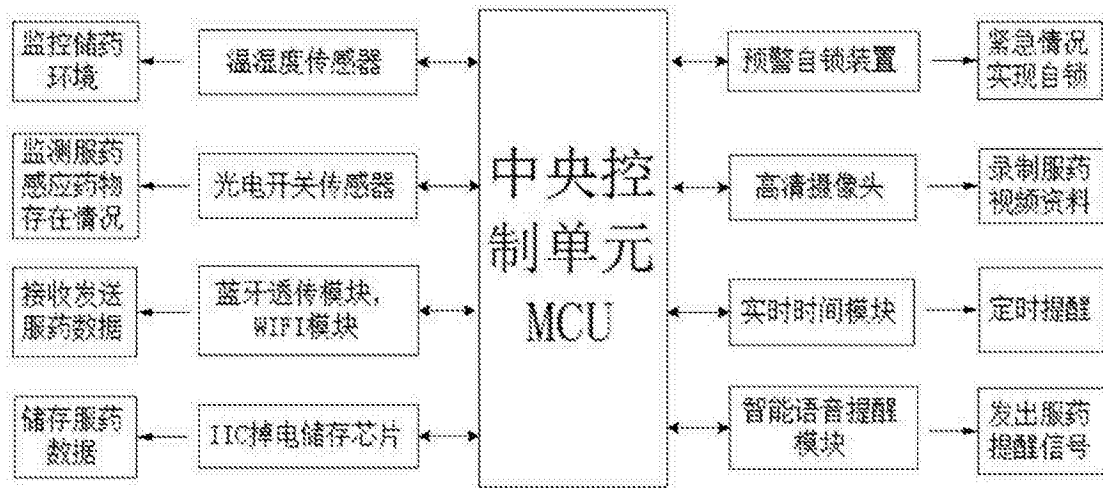 监控储药
环境
温湿度传感器
监测服药
感应药物
存在情况
光电开关传感器
接收发送
服药数据
蓝牙透传模块,
WIFI模块
储存服药
数据
IIC掉电储存芯片
中央控
制单元
MCU
预警自锁装置
紧急情况
实现自锁
高清摄像头
录制服药
视频资料
实时时间模块
定时提醒
智能语音提醒
模块
发出服药
提醒信号